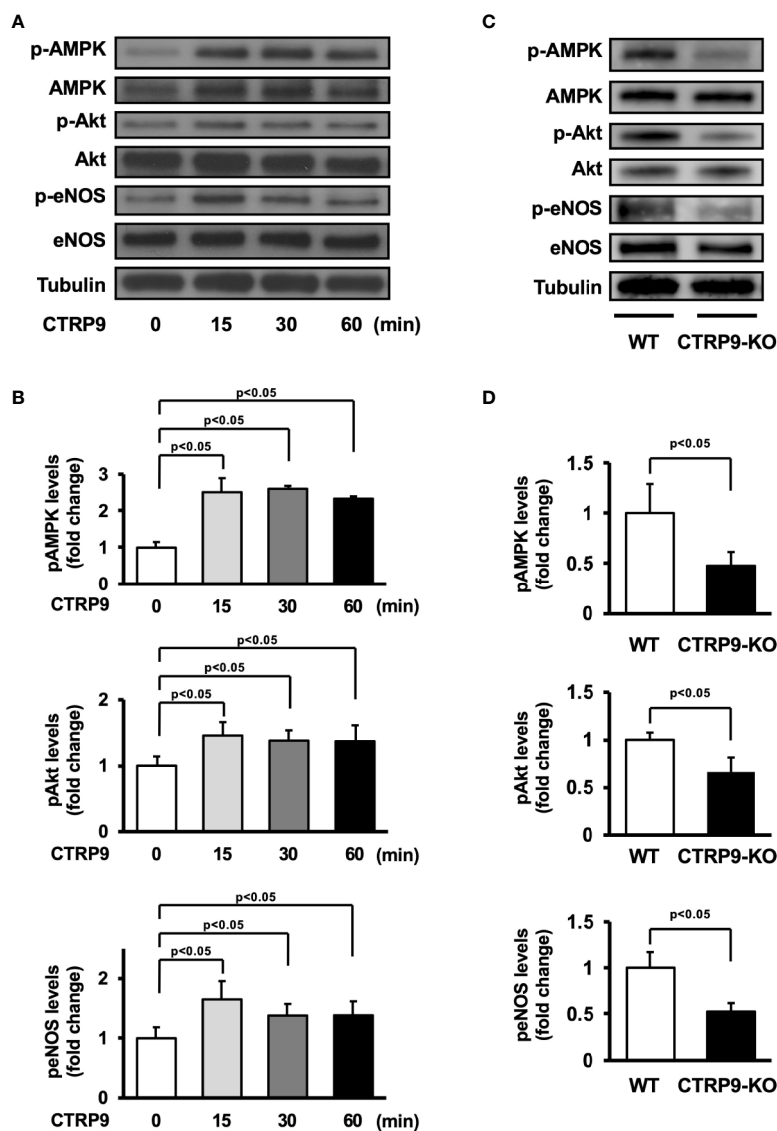 A
p-AMPK
AMPK
p-Akt
Akt
p-eNOS
eNOS
Tubulin
CTRP9 0 15 30 60 (min)
C
p-AMPK
AMPK
p-Akt
Akt
p-eNOS
eNOS
Tubulin
WT CTRP9-KO
B
p<0.05
p<0.05
p<0.05
pAMPK levels
(fold change)
3
2
1
0
CTRP9 0 15 30 60 (min)
p<0.05
p<0.05
p<0.05
pAkt levels
(fold change)
2
1
0
CTRP9 0 15 30 60 (min)
p<0.05
p<0.05
p<0.05
peNOS levels
(fold change)
2
1
0
CTRP9 0 15 30 60 (min)
D
p<0.05
pAMPK levels
(fold change)
1.5
1
0.5
0
WT CTRP9-KO
p<0.05
pAkt levels
(fold change)
1.5
1
0.5
0
WT CTRP9-KO
p<0.05
peNOS levels
(fold change)
1.5
1
0.5
0
WT CTRP9-KO